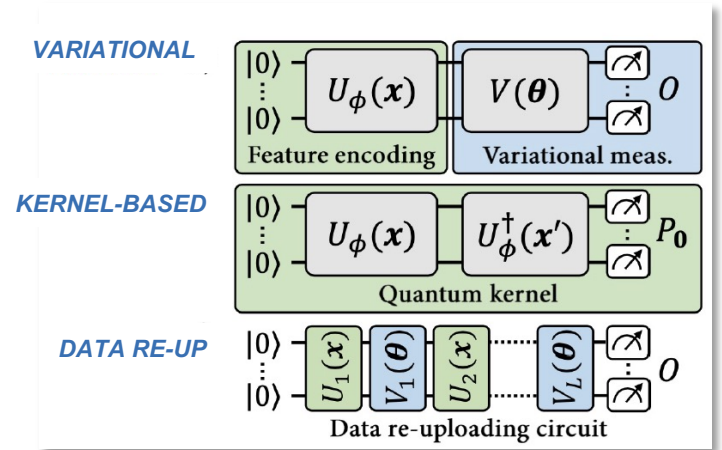 VARIATIONAL
|0⟩
⋮
|0⟩
U_ϕ(x)
V(θ)
⋮
O
Feature encoding
Variational meas.
KERNEL-BASED
|0⟩
⋮
|0⟩
U_ϕ(x)
U_ϕ^†(x′)
⋮
P_0
Quantum kernel
DATA RE-UP
|0⟩
⋮
|0⟩
U_1(x)
V_1(θ)
U_2(x)
V_L(θ)
⋮
O
Data re-uploading circuit